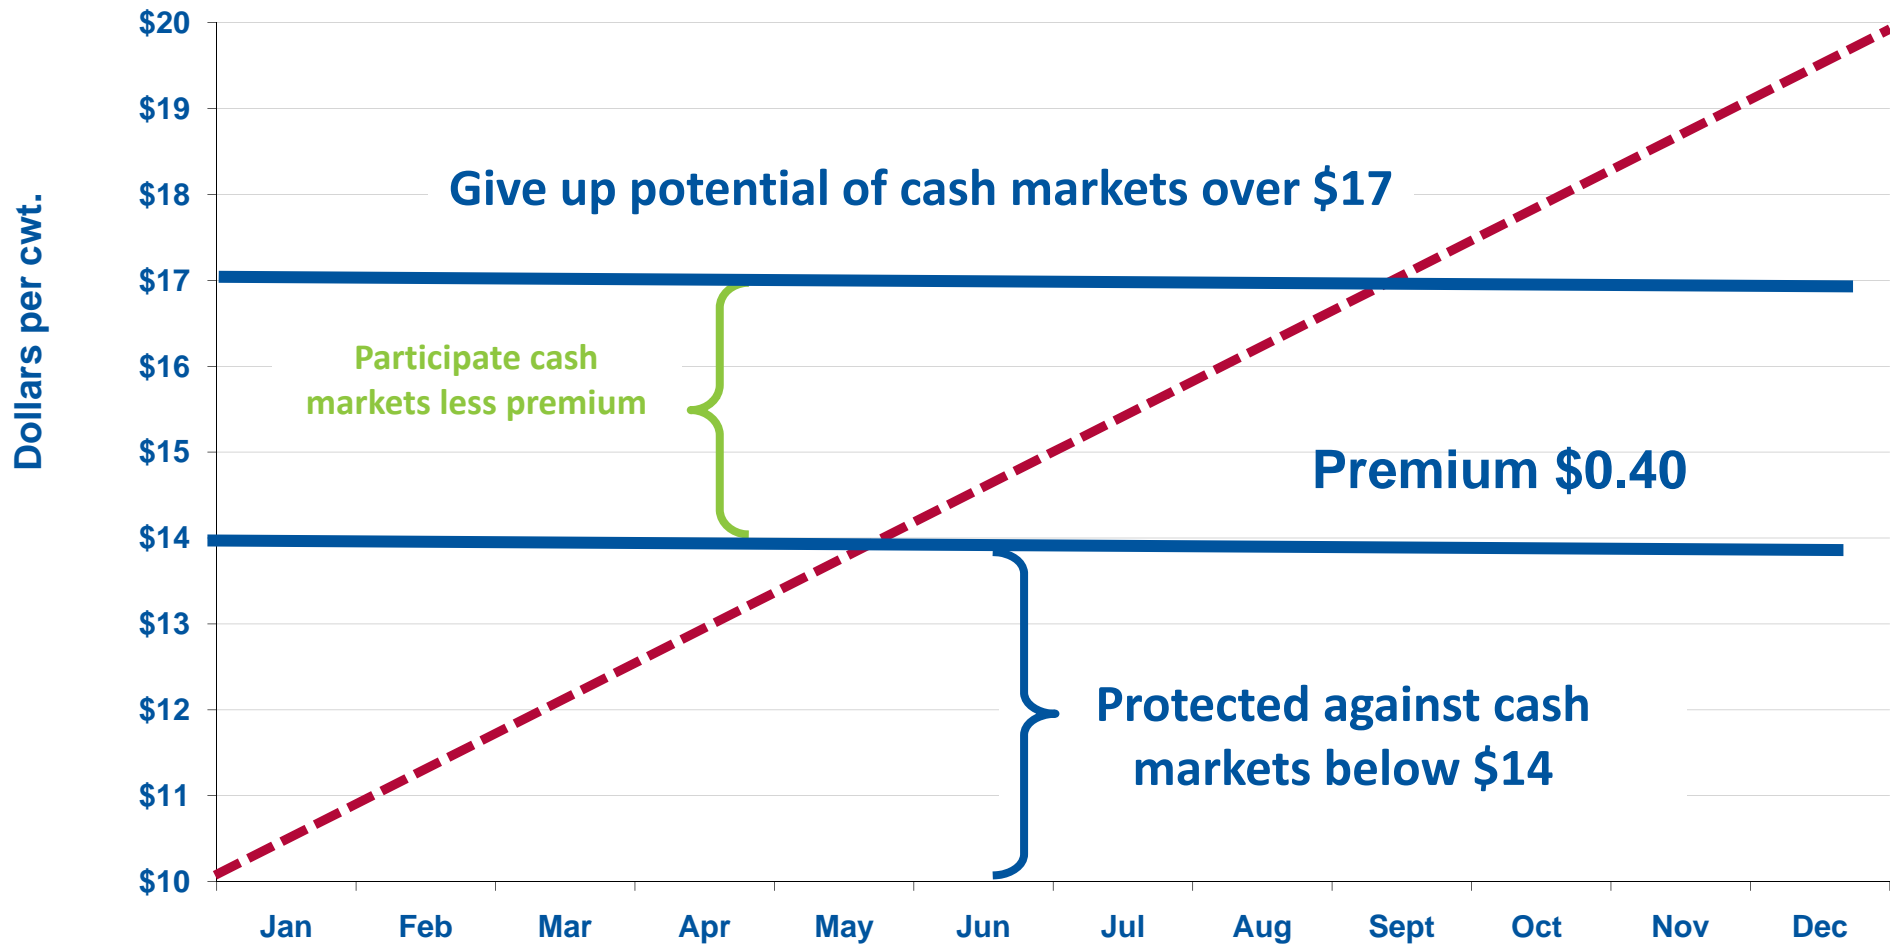 $20
$19
$18
$17
$16
$15
$14
$13
$12
$11
$10
Dollars per cwt.
Give up potential of cash markets over $17
Participate cash
markets less premium
Premium $0.40
Protected against cash
markets below $14
Jan Feb Mar Apr May Jun Jul Aug Sept Oct Nov Dec